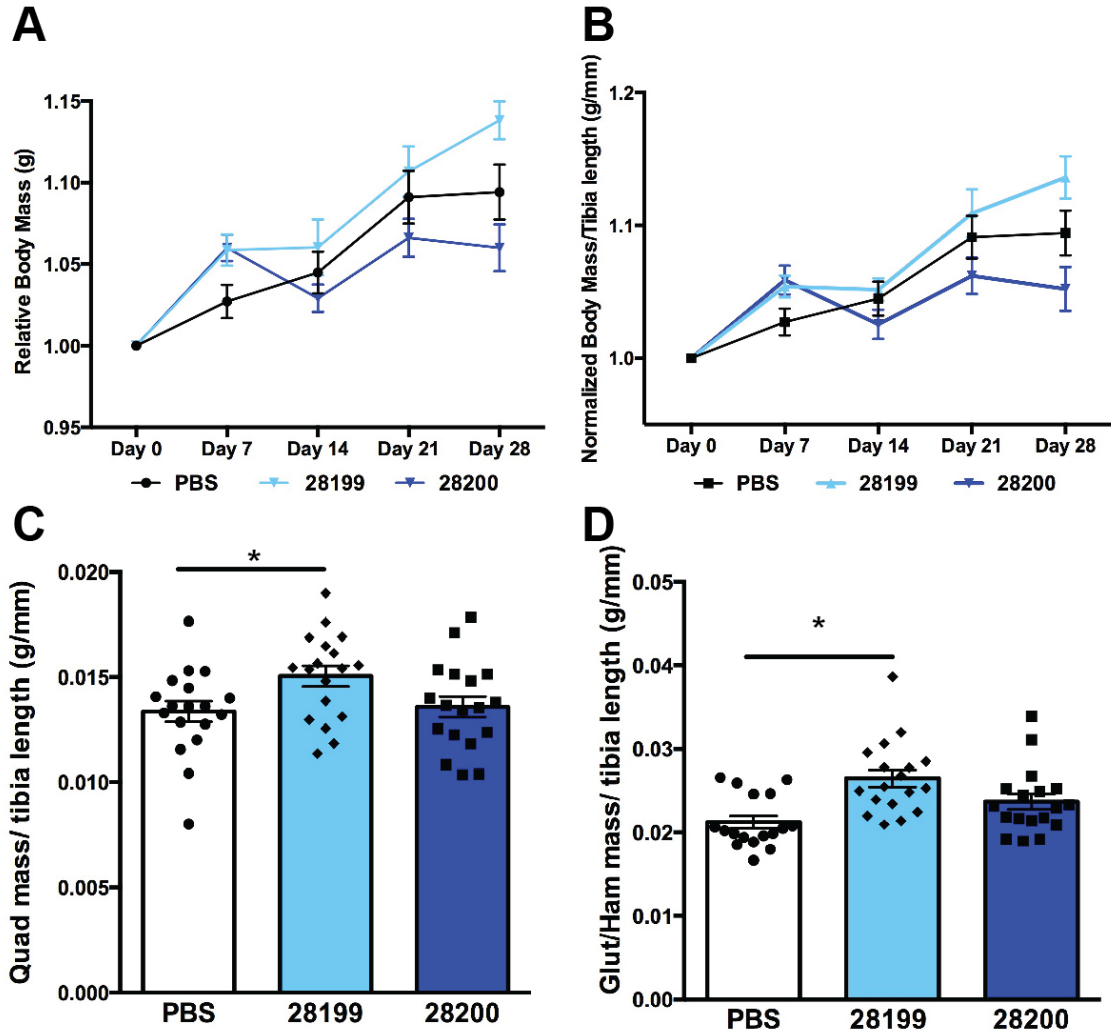 A
Relative Body Mass (g)
1.15
1.10
1.05
1.00
0.95
Day 0 Day 7 Day 14 Day 21 Day 28
PBS 28199 28200
B
Normalized Body Mass/Tibia length (g/mm)
1.2
1.1
1.0
Day 0 Day 7 Day 14 Day 21 Day 28
PBS 28199 28200
C
Quad mass/ tibia length (g/mm)
0.020
0.015
0.010
0.005
0.000
*
PBS 28199 28200
D
Glut/Ham mass/ tibia length (g/mm)
0.05
0.04
0.03
0.02
0.01
0.00
*
PBS 28199 28200